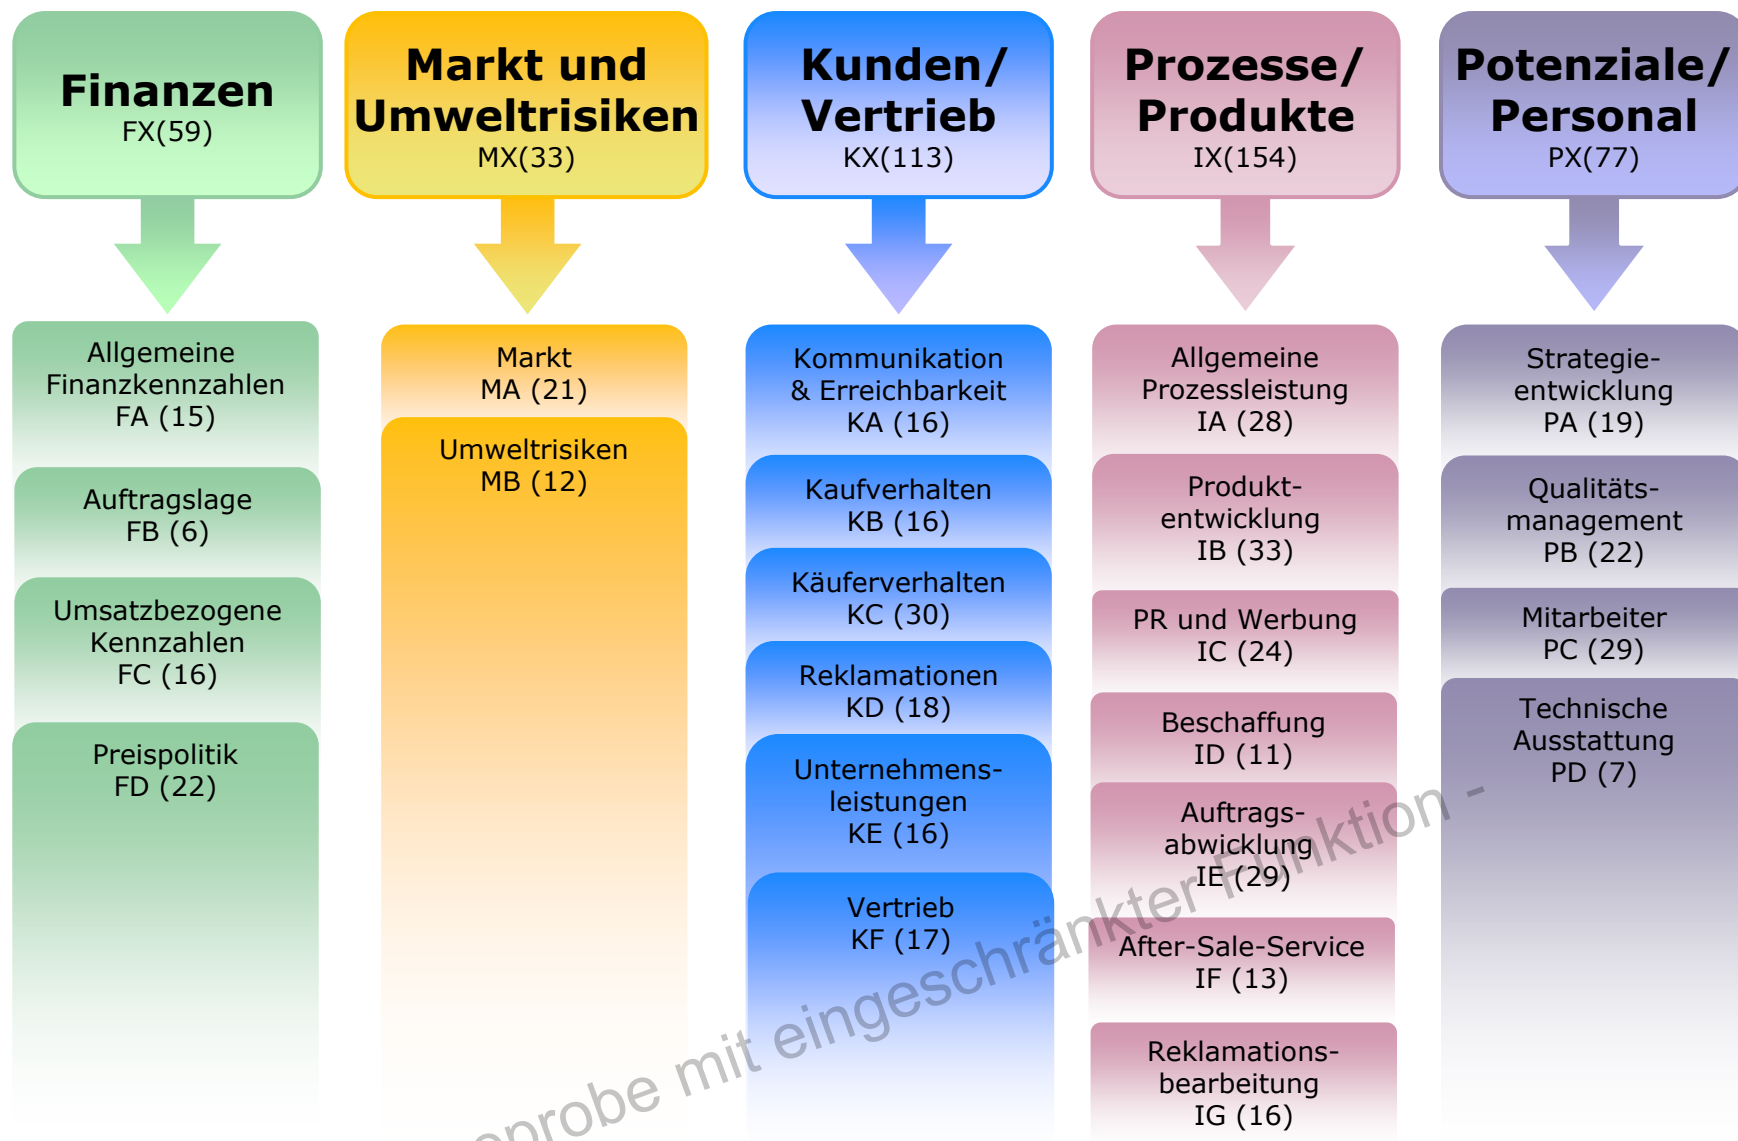 Finanzen
FX(59)
Markt und
Umweltrisiken
MX(33)
Kunden/
Vertrieb
KX(113)
Prozesse/
Produkte
IX(154)
Potenziale/
Personal
PX(77)
Allgemeine
Finanzkennzahlen
FA (15)
Auftragslage
FB (6)
Umsatzbezogene
Kennzahlen
FC (16)
Preispolitik
FD (22)
Markt
MA (21)
Umweltrisiken
MB (12)
Kommunikation
& Erreichbarkeit
KA (16)
Kaufverhalten
KB (16)
Käuferverhalten
KC (30)
Reklamationen
KD (18)
Unternehmens-
leistungen
KE (16)
Vertrieb
KF (17)
Allgemeine
Prozessleistung
IA (28)
Produkt-
entwicklung
IB (33)
PR und Werbung
IC (24)
Beschaffung
ID (11)
Auftrags-
abwicklung
IE (29)
After-Sale-Service
IF (13)
Reklamations-
bearbeitung
IG (16)
Strategie-
entwicklung
PA (19)
Qualitäts-
management
PB (22)
Mitarbeiter
PC (29)
Technische
Ausstattung
PD (7)
mit eingeschränkter Funktion -